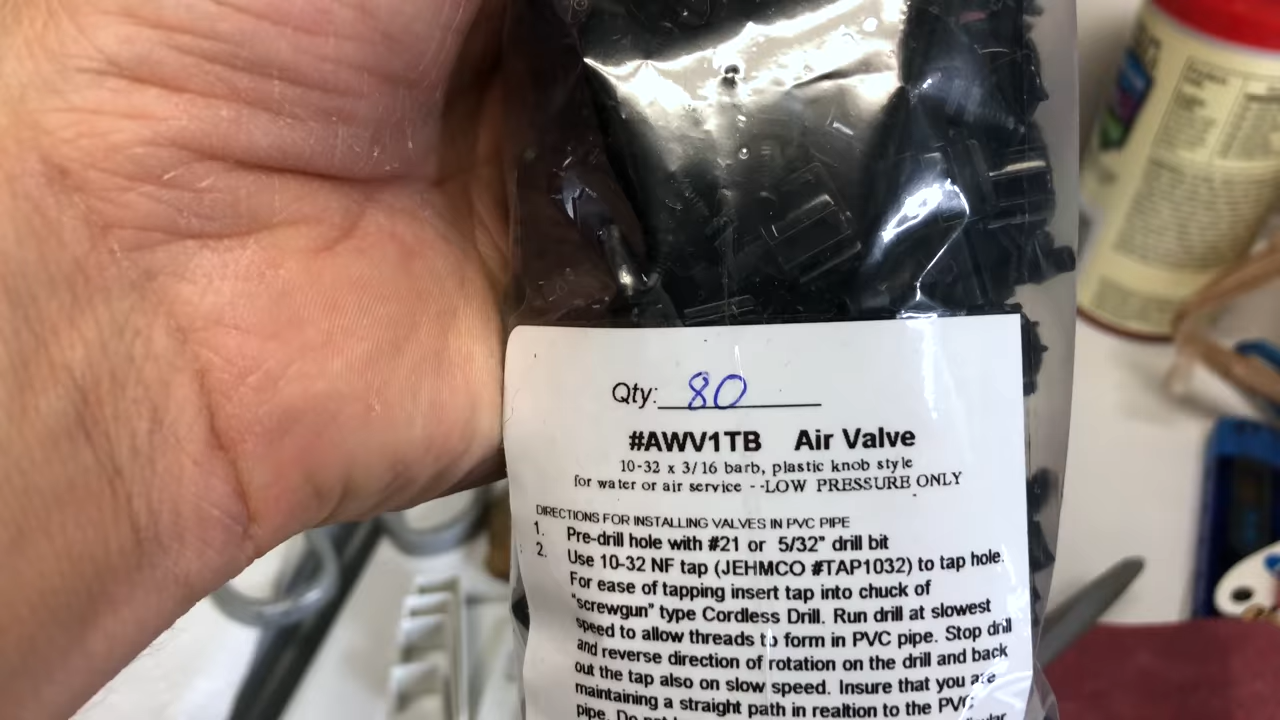 Qty: 80
#AWV1TB Air Valve
10-32 x 3/16 barb, plastic knob style
for water or air service --LOW PRESSURE ONLY
DIRECTIONS FOR INSTALLING VALVES IN PVC PIPE
1. Pre-drill hole with #21 or 5/32" drill bit
2. Use 10-32 NF tap (JEHMCO #TAP1032) to tap hole.
For ease of tapping insert tap into chuck of
"screwgun" type Cordless Drill. Run drill at slowest
speed to allow threads to form in PVC pipe. Stop drill
and reverse direction of rotation on the drill and back
out the tap also on slow speed. Insure that you are
maintaining a straight path in realtion to the PVC
pipe. Do not